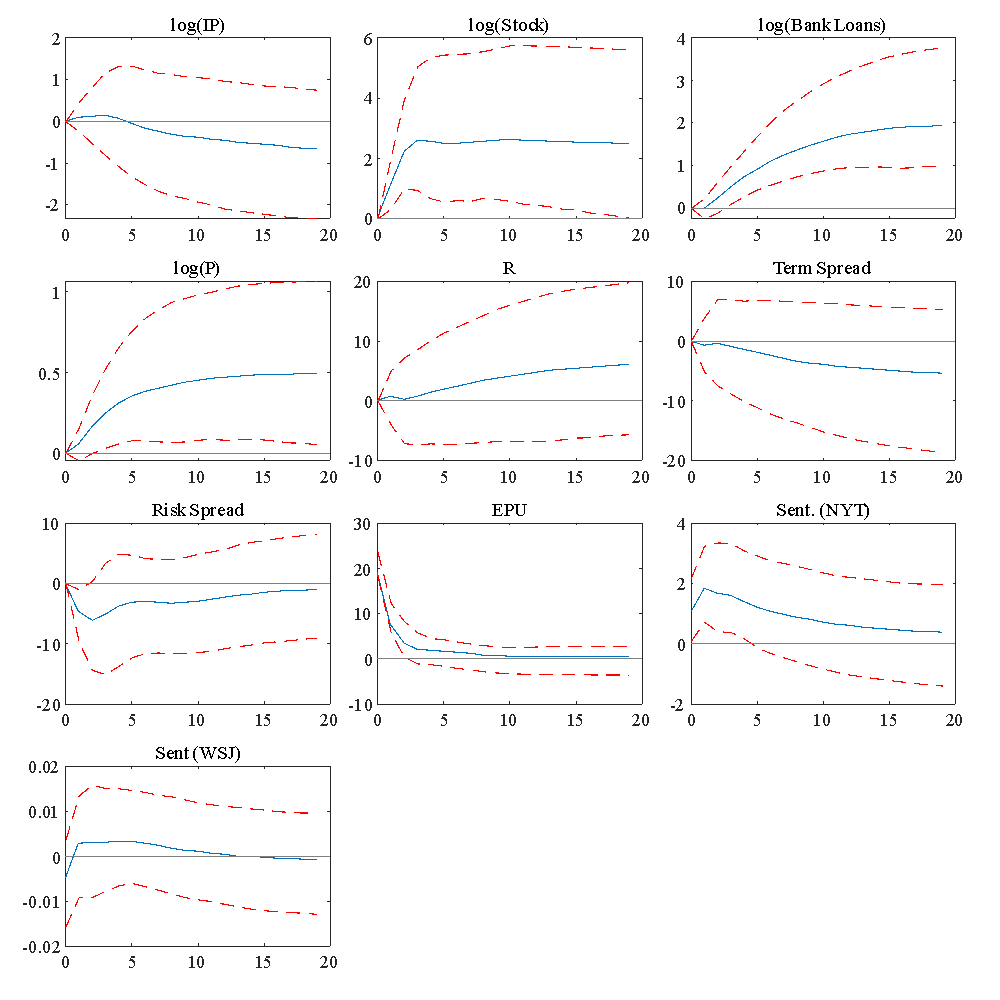 log(IP) log(Stock) log(Bank Loans)
2 6 4
1 4 3
0 2 2
-1 0 1
-2 0
0 5 10 15 20 0 5 10 15 20 0 5 10 15 20
log(P) R Term Spread
1 20 10
0.5 10 0
0 0 -10
-10 -20
0 5 10 15 20 0 5 10 15 20 0 5 10 15 20
Risk Spread EPU Sent. (NYT)
10 30 4
0 20 2
-10 10 0
-20 0 -2
-10
0 5 10 15 20 0 5 10 15 20 0 5 10 15 20
Sent (WSJ)
0.02
0.01
0
-0.01
-0.02
0 5 10 15 20